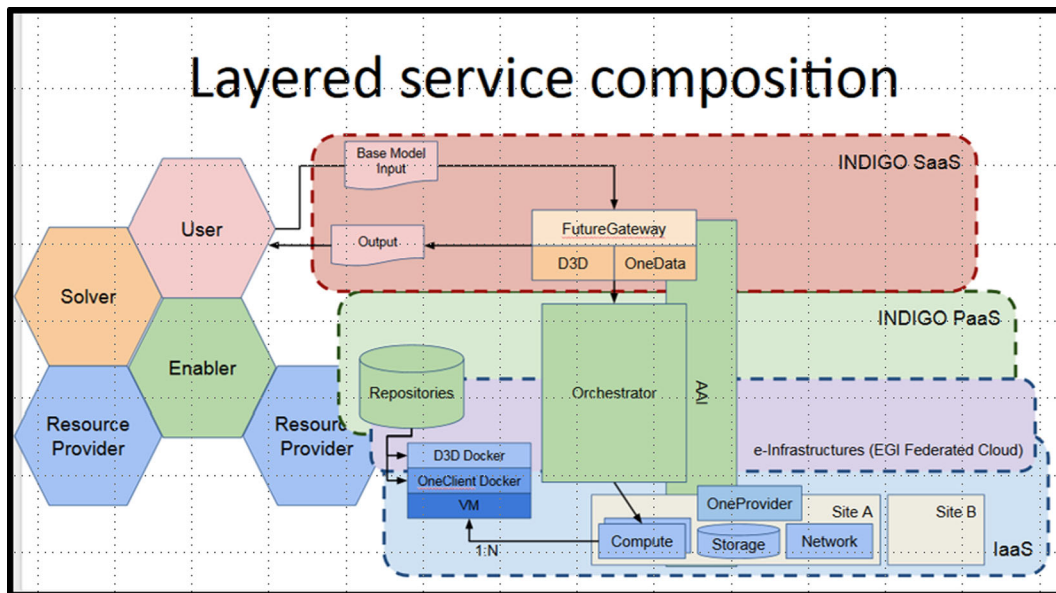 Layered service composition
Base Model
Input
INDIGO SaaS
User
FutureGateway
Output
D3D
OneData
Solver
INDIGO PaaS
Enabler
Repositories
Orchestrator
AAI
Resource
Provider
Resource
Provider
e-Infrastructures (EGI Federated Cloud)
D3D Docker
OneClient Docker
VM
OneProvider
Site A
Site B
Compute
Storage
Network
1:N
IaaS